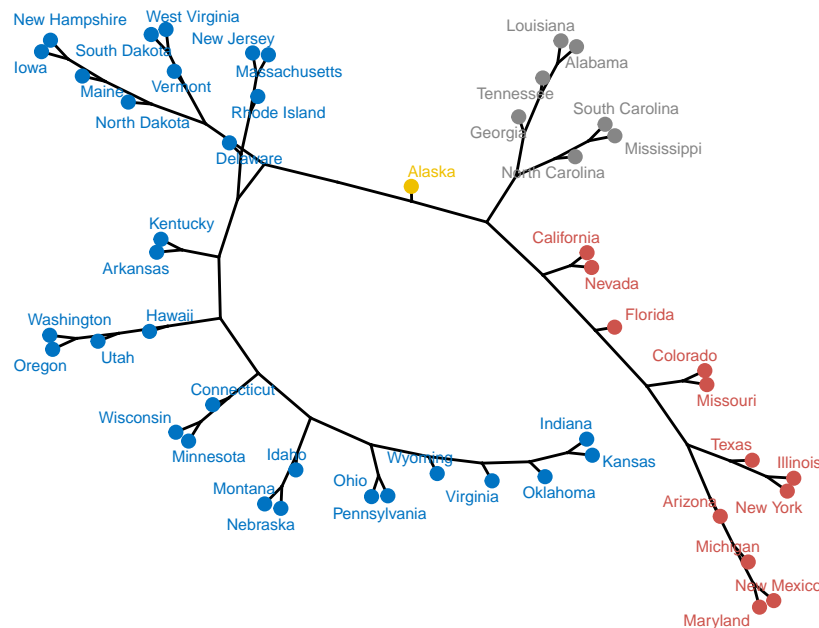 New Hampshire
West Virginia
Louisiana
South Dakota
New Jersey
Iowa
Alabama
Massachusetts
Vermont
Maine
Tennessee
South Carolina
Rhode Island
North Dakota
Georgia
Mississippi
Delaware
Alaska
North Carolina
Kentucky
California
Arkansas
Nevada
Washington
Hawaii
Florida
Oregon
Utah
Colorado
Connecticut
Missouri
Wisconsin
Indiana
Minnesota
Idaho
Wyoming
Kansas
Texas
Illinois
Ohio
Montana
Virginia
Oklahoma
Arizona
New York
Nebraska
Pennsylvania
Michigan
New Mexico
Maryland